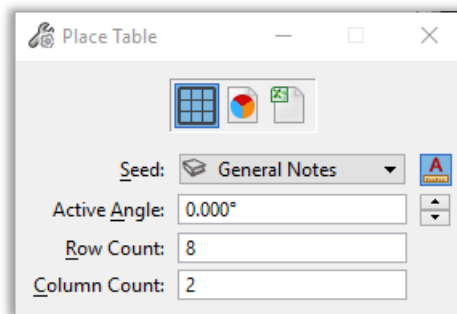 Place Table
Seed: General Notes A
Active Angle: 0.000°
Row Count: 8
Column Count: 2